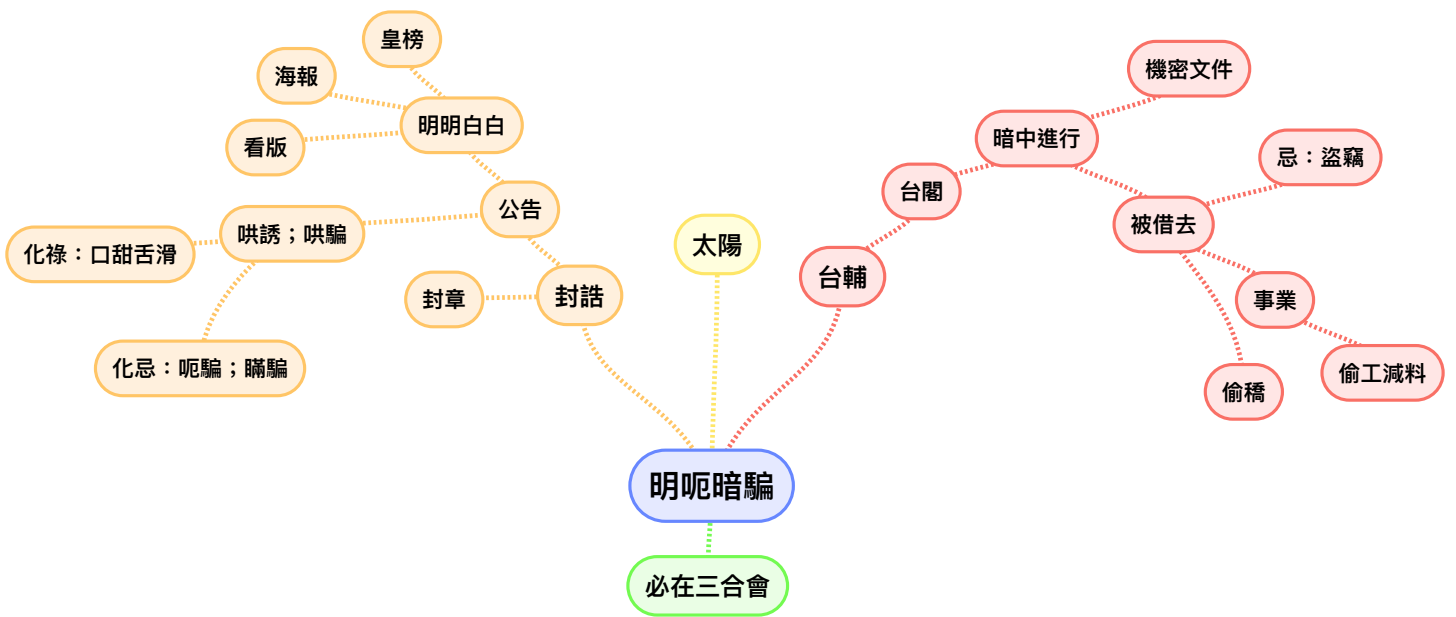 皇榜
海報
機密文件
明明白白
暗中進行
看版
忌：盜竊
台閣
公告
被借去
哄誘；哄騙
太陽
化祿：口甜舌滑
台輔
封誥
封章
事業
化忌：呃騙；瞞騙
偷工減料
偷橋
明呃暗騙
必在三合會